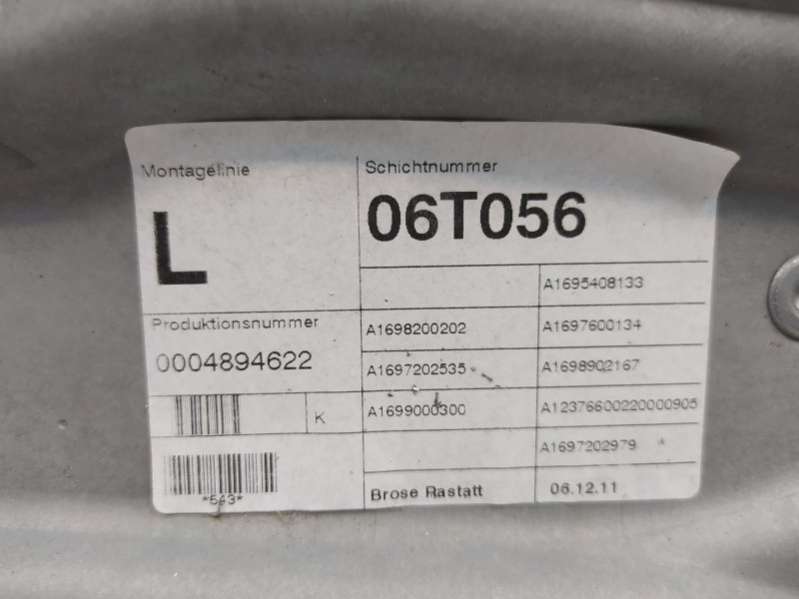 Montagelinie
L
Schichtnummer
06T056
A1695408133
Produktionsnummer
0004894622
A1698200202
A1697600134
A1697202535
A1698902167
K
A1699000300
A12376600220000905
A1697202979
*543*
Brose Rastatt
06.12.11